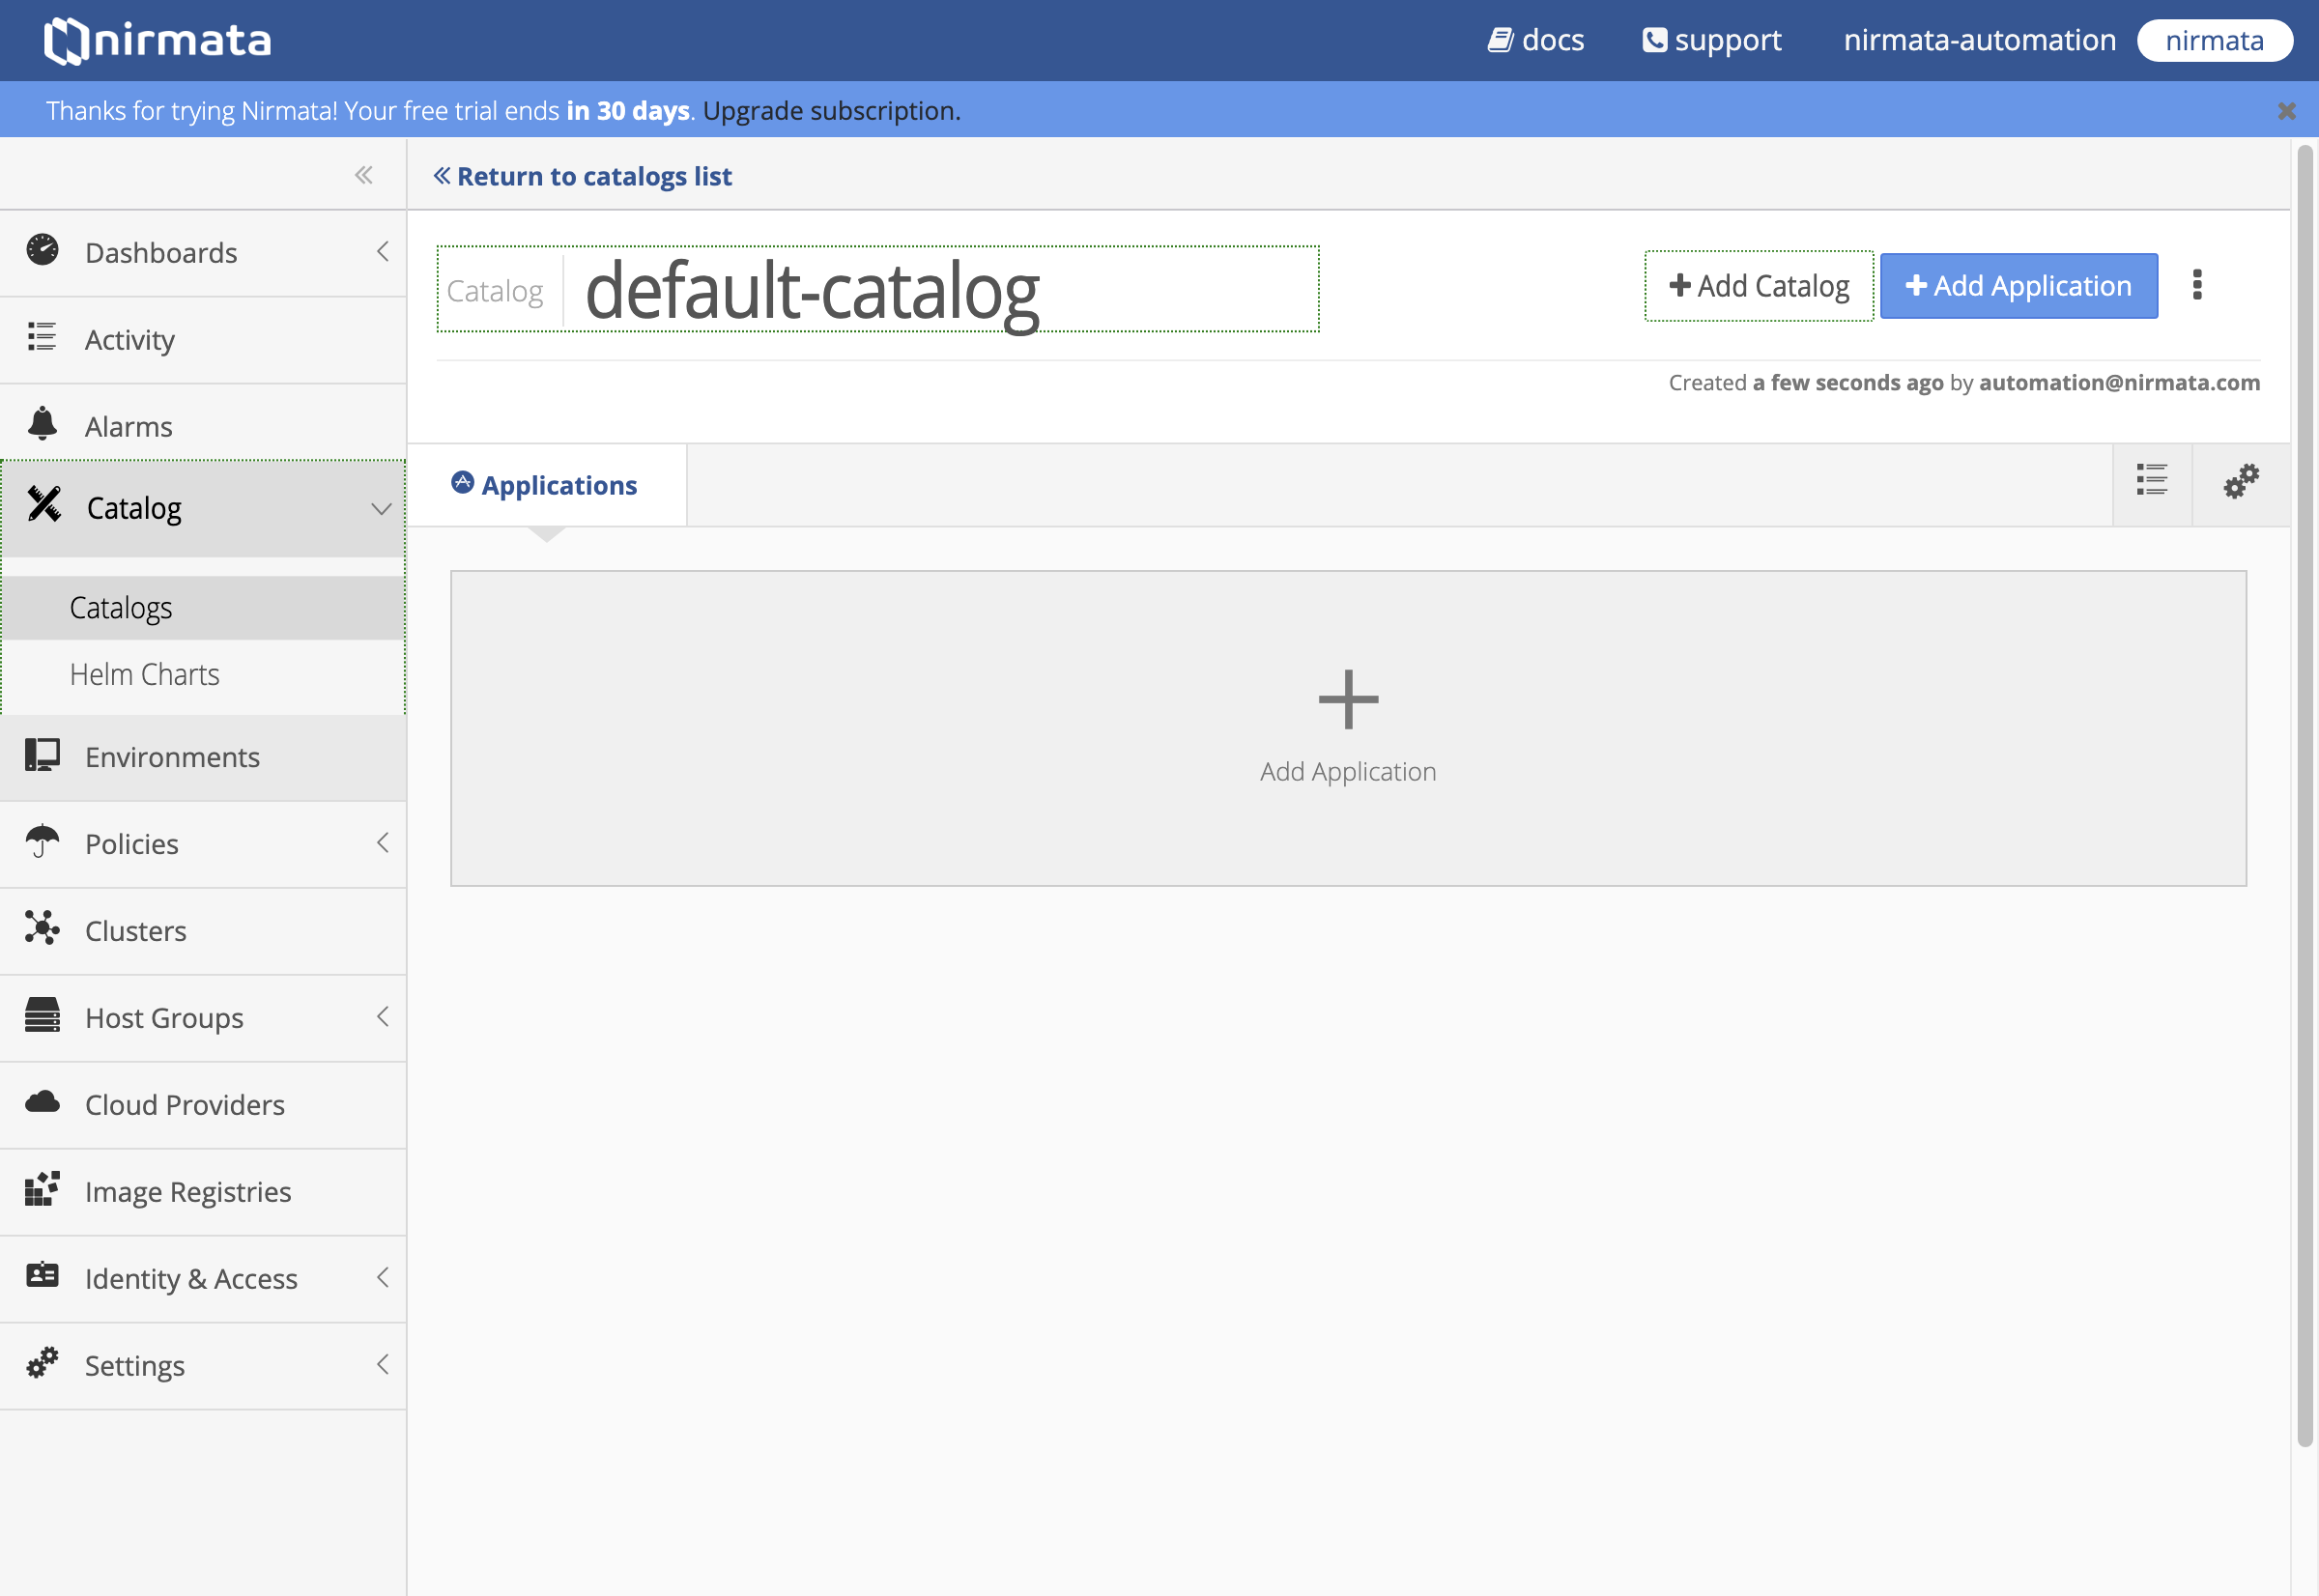 nirmata
docs
support
nirmata-automation
nirmata
Thanks for trying Nirmata! Your free trial ends in 30 days. Upgrade subscription.
Return to catalogs list
Dashboards
Activity
Alarms
Catalog
Catalogs
Helm Charts
Environments
Policies
Clusters
Host Groups
Cloud Providers
Image Registries
Identity & Access
Settings
Catalog
default-catalog
Add Catalog
Add Application
Created a few seconds ago by automation@nirmata.com
Applications
Add Application